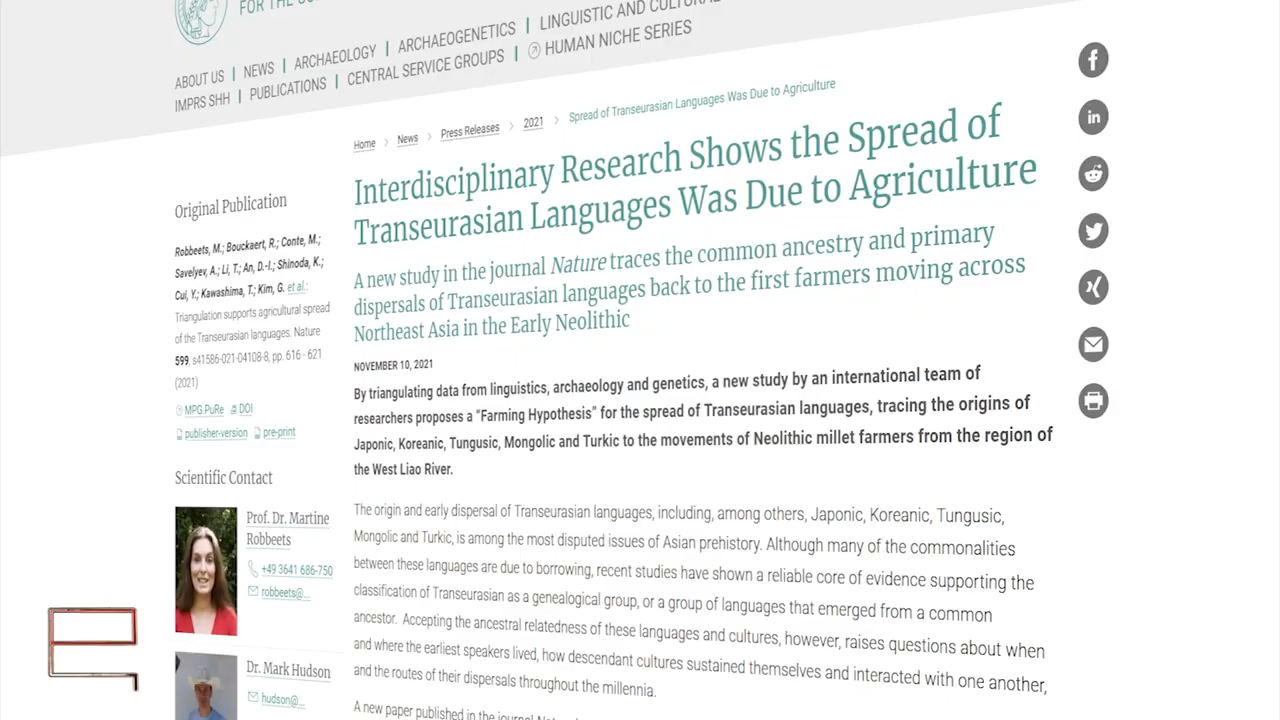 FOR THE
ABOUT US | NEWS | ARCHAEOLOGY | ARCHAEOGENETICS | LINGUISTIC AND CULTURAL
IMPRS SHH | PUBLICATIONS | CENTRAL SERVICE GROUPS | HUMAN NICHE SERIES
Home > News > Press Releases > 2021 > Spread of Transeurasian Languages Was Due to Agriculture
Interdisciplinary Research Shows the Spread of
Transeurasian Languages Was Due to Agriculture
A new study in the journal Nature traces the common ancestry and primary
dispersals of Transeurasian languages back to the first farmers moving across
Northeast Asia in the Early Neolithic
NOVEMBER 10, 2021
By triangulating data from linguistics, archaeology and genetics, a new study by an international team of
researchers proposes a “Farming Hypothesis” for the spread of Transeurasian languages, tracing the origins of
Japonic, Koreanic, Tungusic, Mongolic and Turkic to the movements of Neolithic millet farmers from the region of
the West Liao River.
The origin and early dispersal of Transeurasian languages, including, among others, Japonic, Koreanic, Tungusic,
Mongolic and Turkic, is among the most disputed issues of Asian prehistory. Although many of the commonalities
between these languages are due to borrowing, recent studies have shown a reliable core of evidence supporting the
classification of Transeurasian as a genealogical group, or a group of languages that emerged from a common
ancestor. Accepting the ancestral relatedness of these languages and cultures, however, raises questions about when
and where the earliest speakers lived, how descendant cultures sustained themselves and interacted with one another,
and the routes of their dispersals throughout the millennia.
A new paper published in the journal
Original Publication
Robbeets, M.; Bouckaert, R.; Conte, M.;
Savelyev, A.; Li, T.; An, D.-I.; Shinoda, K.;
Cui, Y.; Kawashima, T.; Kim, G. et al.:
Triangulation supports agricultural spread
of the Transeurasian languages. Nature
599, s41586-021-04108-8, pp. 616 - 621
(2021)
MPG.PuRe DOI
publisher-version pre-print
Scientific Contact
Prof. Dr. Martine
Robbeets
+49 3641 686-750
robbeets@...
Dr. Mark Hudson
hudson@...